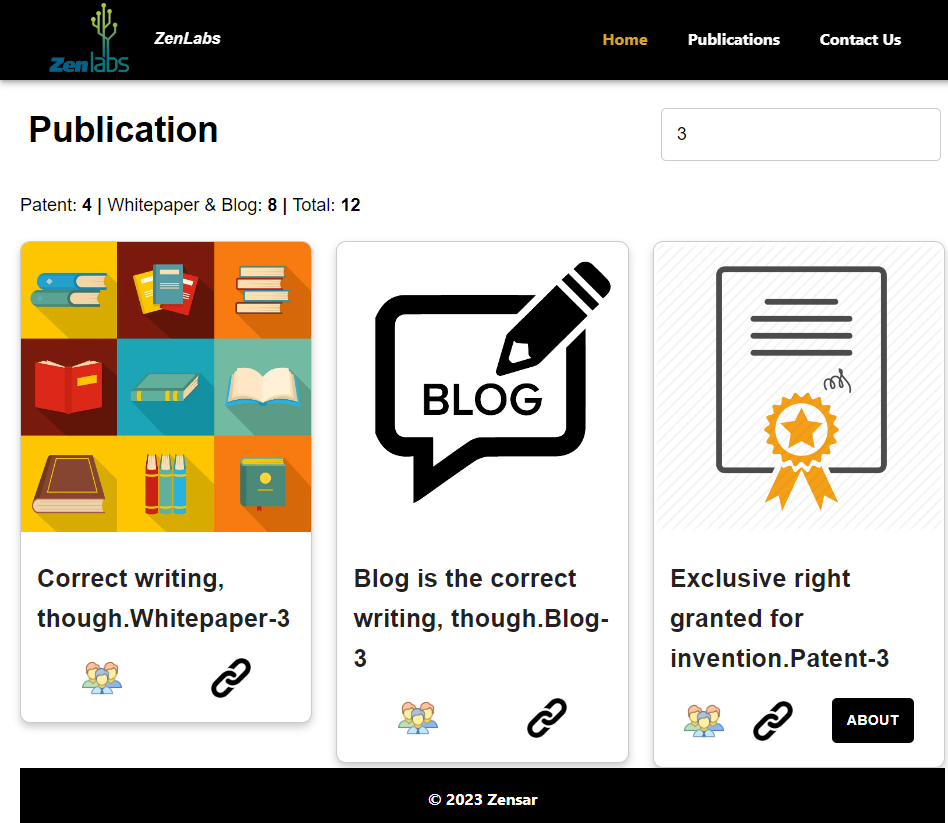 Zenlabs
ZenLabs
Home
Publications
Contact Us
Publication
3
Patent: 4 | Whitepaper & Blog: 8 | Total: 12
BLOG
Correct writing,
though.Whitepaper-3
Blog is the correct
writing, though.Blog-
3
Exclusive right
granted for
invention.Patent-3
ABOUT
© 2023 Zensar